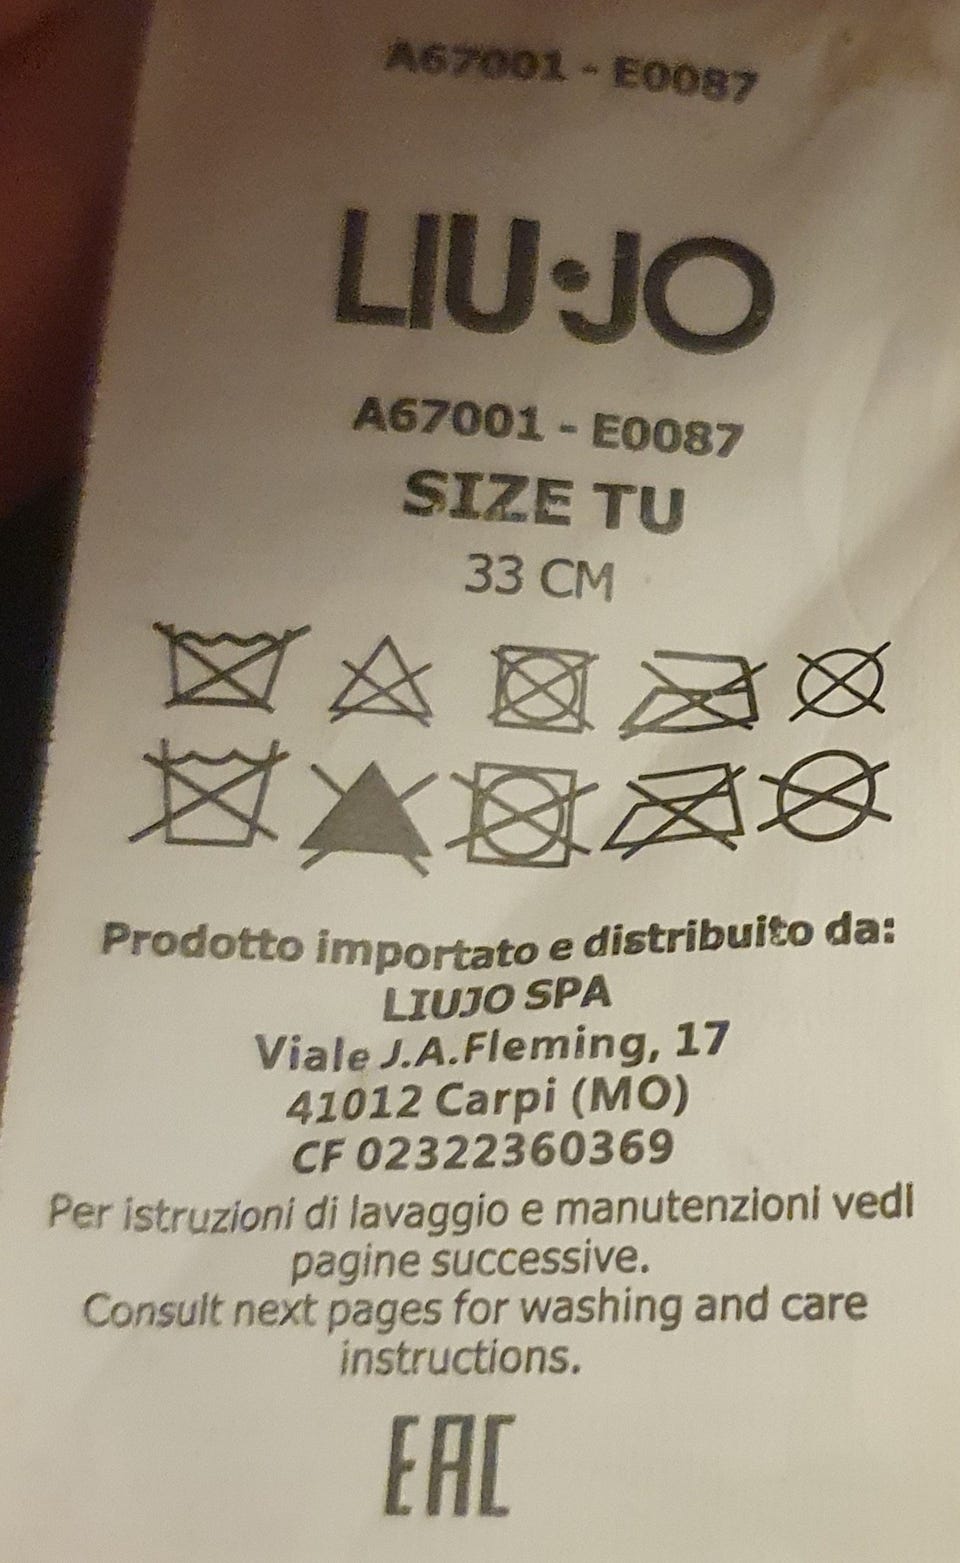 A67001 - E0087
LIU·JO
A67001 - E0087
SIZE TU
33 CM
Prodotto importato e distribuito da:
LIUJO SPA
Viale J.A.Fleming, 17
41012 Carpi (MO)
CF 02322360369
Per istruzioni di lavaggio e manutenzioni vedi
pagine successive.
Consult next pages for washing and care
instructions.
EAC